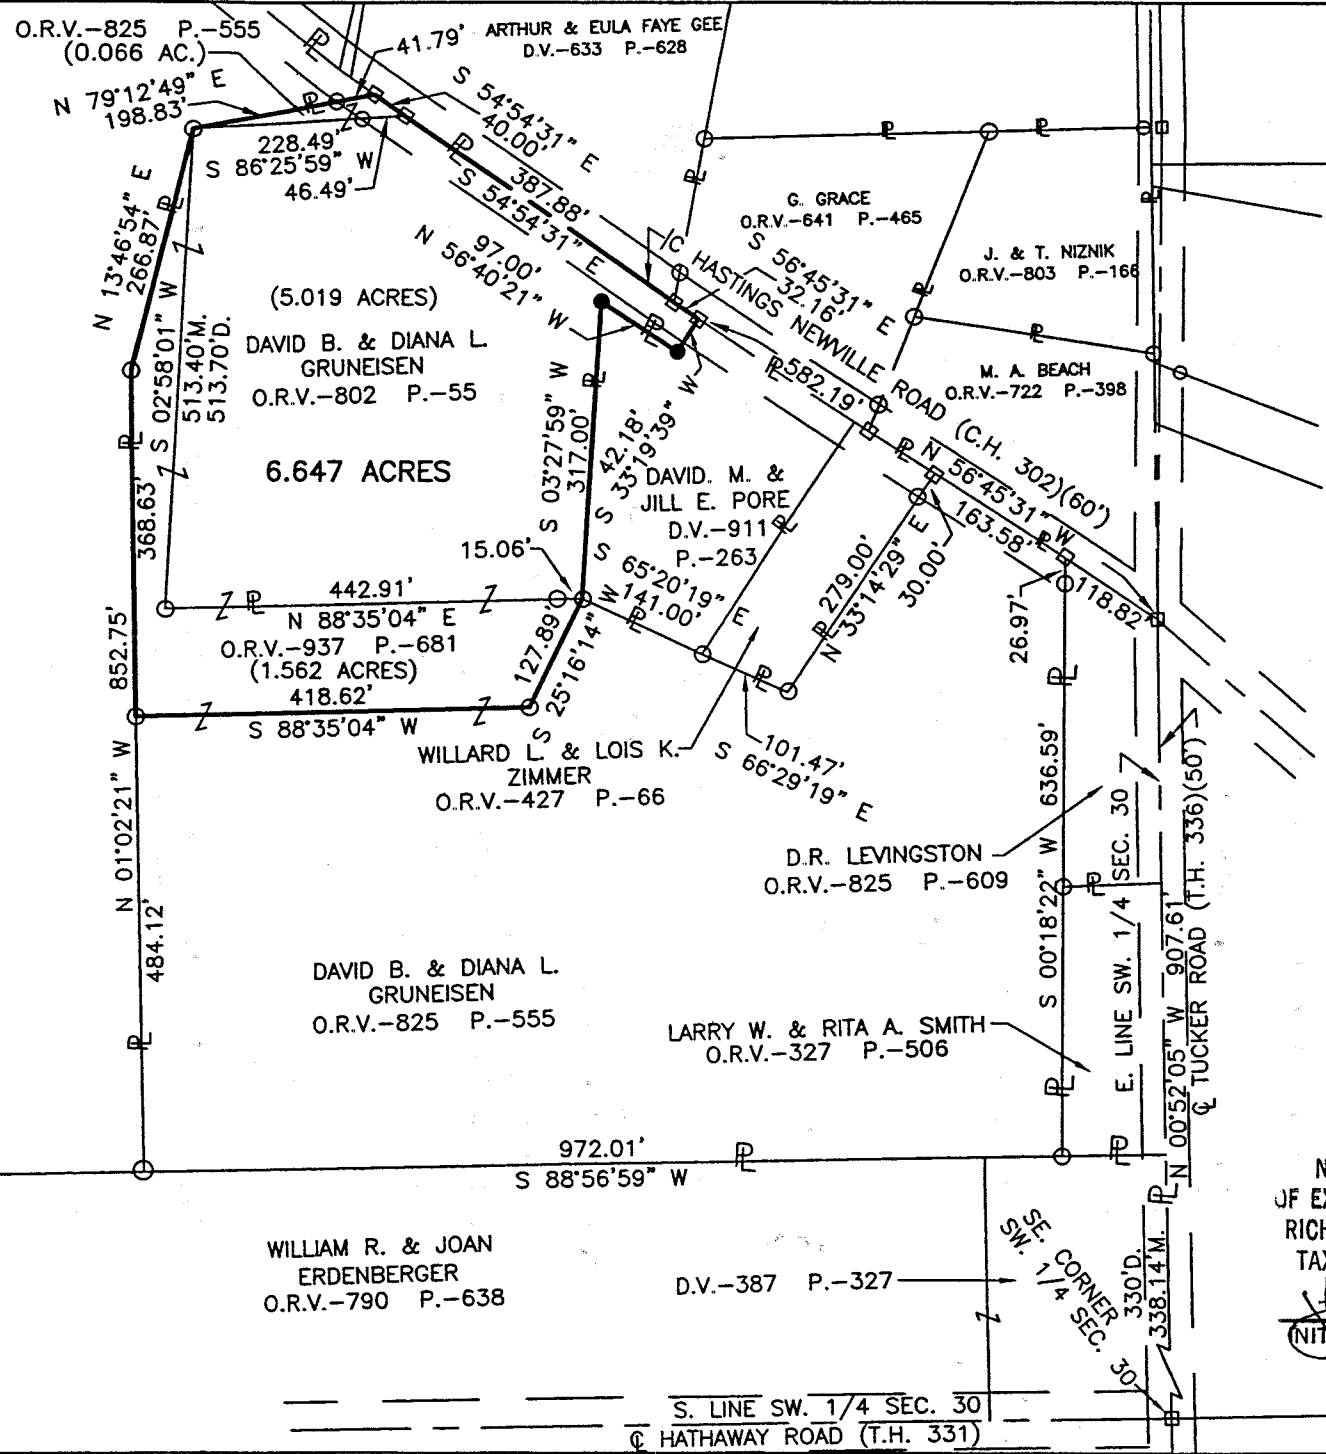 O.R.V.-825 P.-555
(0.066 AC.)
41.79'
ARTHUR & EULA FAYE GEE
D.V.-633 P.-628
N 79°12'49" E
198.83'
S 54°54'31" E
40.00'
228.49'
S 86°25'59" W
46.49'
387.88'
S 54°54'31" E
G. GRACE
O.R.V.-641 P.-465
J. & T. NIZNIK
O.R.V.-803 P.-166
N 13°46'54" E
266.87'
S 02°58'01" W
513.40'M.
513.70'D.
97.00'
N 56°40'21" W
S 56°45'31" E
32.16'
HASTINGS NEWVILLE ROAD (C.H. 302)(60')
(5.019 ACRES)
DAVID B. & DIANA L.
GRUNEISEN
O.R.V.-802 P.-55
M. A. BEACH
O.R.V.-722 P.-398
582.19'
6.647 ACRES
S 03°27'59" W
317.00'
42.18'
S 33°19'39" W
DAVID. M. &
JILL E. PORE
D.V.-911
P.-263
N 56°45'31" W
163.58'
368.63'
15.06'
S 65°20'19" E
141.00'
279.00'
N 33°14'29" E
30.00'
26.97'
118.82'
442.91'
N 88°35'04" E
O.R.V.-937 P.-681
(1.562 ACRES)
418.62'
S 88°35'04" W
127.89'
S 25°16'14" W
852.75'
N 01°02'21" W
WILLARD L. & LOIS K.
ZIMMER
O.R.V.-427 P.-66
101.47'
S 66°29'19" E
S 00°18'22" W 636.59'
D.R. LEVINGSTON
O.R.V.-825 P.-609
E. LINE SW. 1/4 SEC. 30
N 00°52'05" W 907.61'
℄ TUCKER ROAD (T.H. 336)(50')
484.12'
DAVID B. & DIANA L.
GRUNEISEN
O.R.V.-825 P.-555
LARRY W. & RITA A. SMITH
O.R.V.-327 P.-506
972.01'
S 88°56'59" W
WILLIAM R. & JOAN
ERDENBERGER
O.R.V.-790 P.-638
D.V.-387 P.-327
SE. CORNER
SW. 1/4 SEC. 30
330'D.
338.14'M.
OF EX
RICH
TAX
S. LINE SW. 1/4 SEC. 30
℄ HATHAWAY ROAD (T.H. 331)